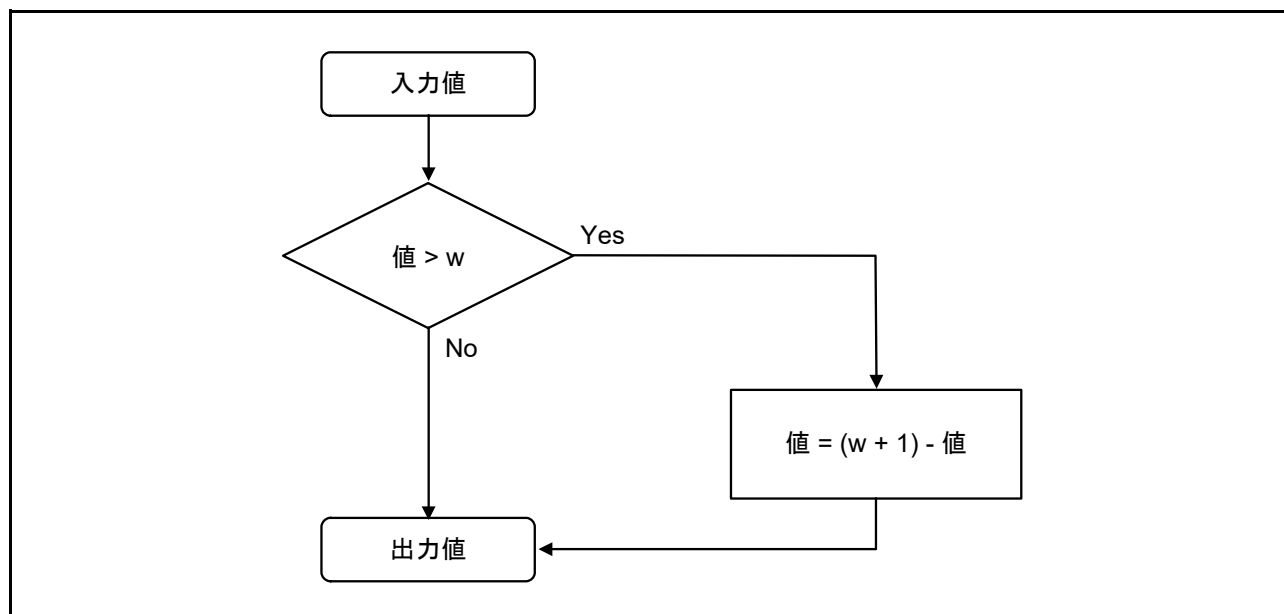 入力値
値 > w
Yes
No
値 = (w + 1) - 値
出力値